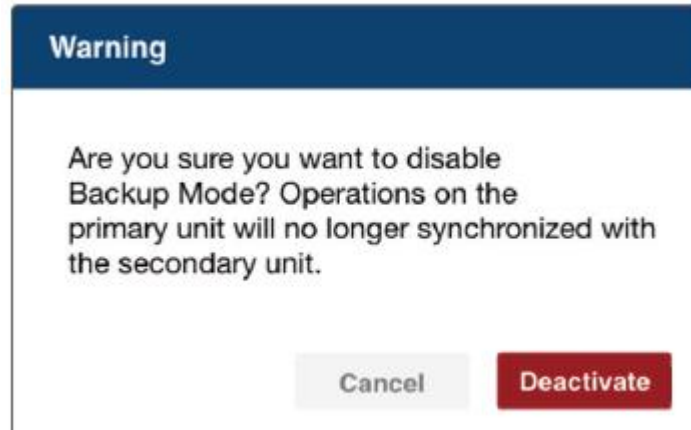 Warning
Are you sure you want to disable
Backup Mode? Operations on the
primary unit will no longer synchronized with
the secondary unit.
Cancel
Deactivate